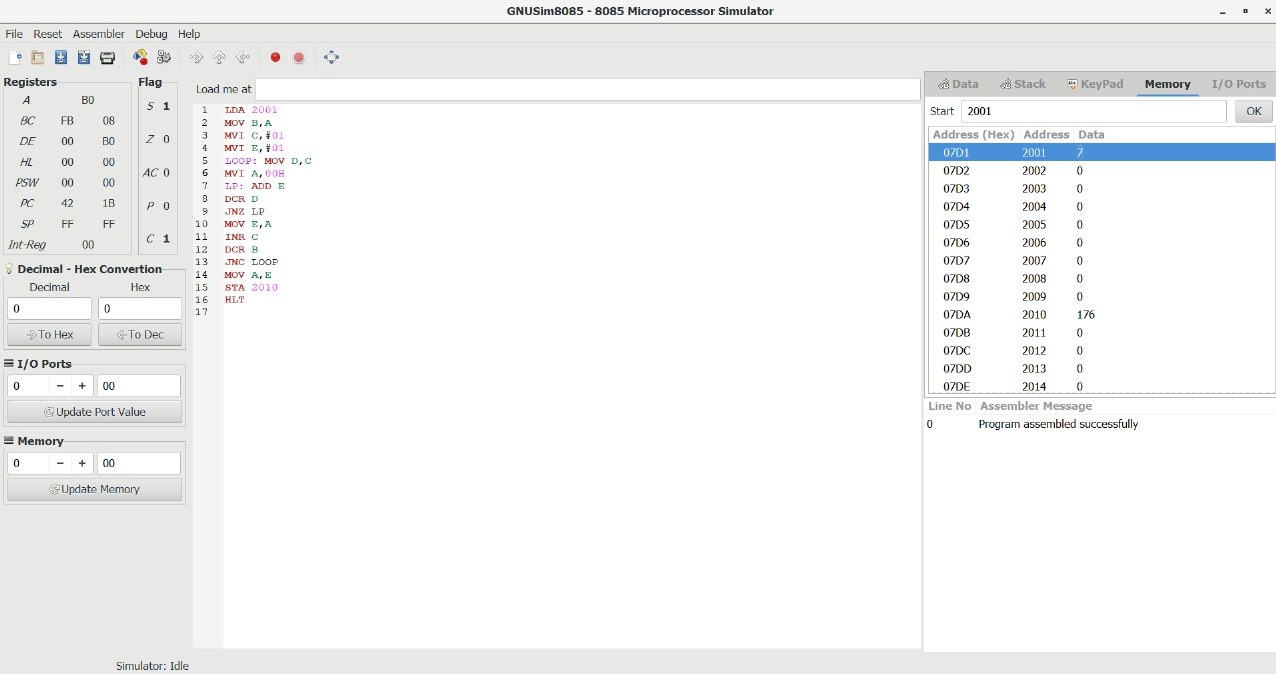 GNUSim8085 - 8085 Microprocessor Simulator
File Reset Assembler Debug Help
Registers
A B0
BC FB 08
DE 00 B0
HL 00 00
PSW 00 00
PC 42 1B
SP FF FF
Int-Reg 00
Flag
S 1
Z 0
AC 0
P 0
C 1
Decimal - Hex Convertion
Decimal Hex
0 0
To Hex To Dec
I/O Ports
0 - + 00
Update Port Value
Memory
0 - + 00
Update Memory
Load me at
1 LDA 2001
2 MOV B,A
3 MVI C,#01
4 MVI E,#01
5 LOOP: MOV D,C
6 MVI A,00H
7 LP: ADD E
8 DCR D
9 JNZ LP
10 MOV E,A
11 INR C
12 DCR B
13 JNC LOOP
14 MOV A,E
15 STA 2010
16 HLT
17
Data Stack KeyPad Memory I/O Ports
Start 2001 OK
Address (Hex) Address Data
07D1 2001 7
07D2 2002 0
07D3 2003 0
07D4 2004 0
07D5 2005 0
07D6 2006 0
07D7 2007 0
07D8 2008 0
07D9 2009 0
07DA 2010 176
07DB 2011 0
07DC 2012 0
07DD 2013 0
07DE 2014 0
Line No Assembler Message
0 Program assembled successfully
Simulator: Idle